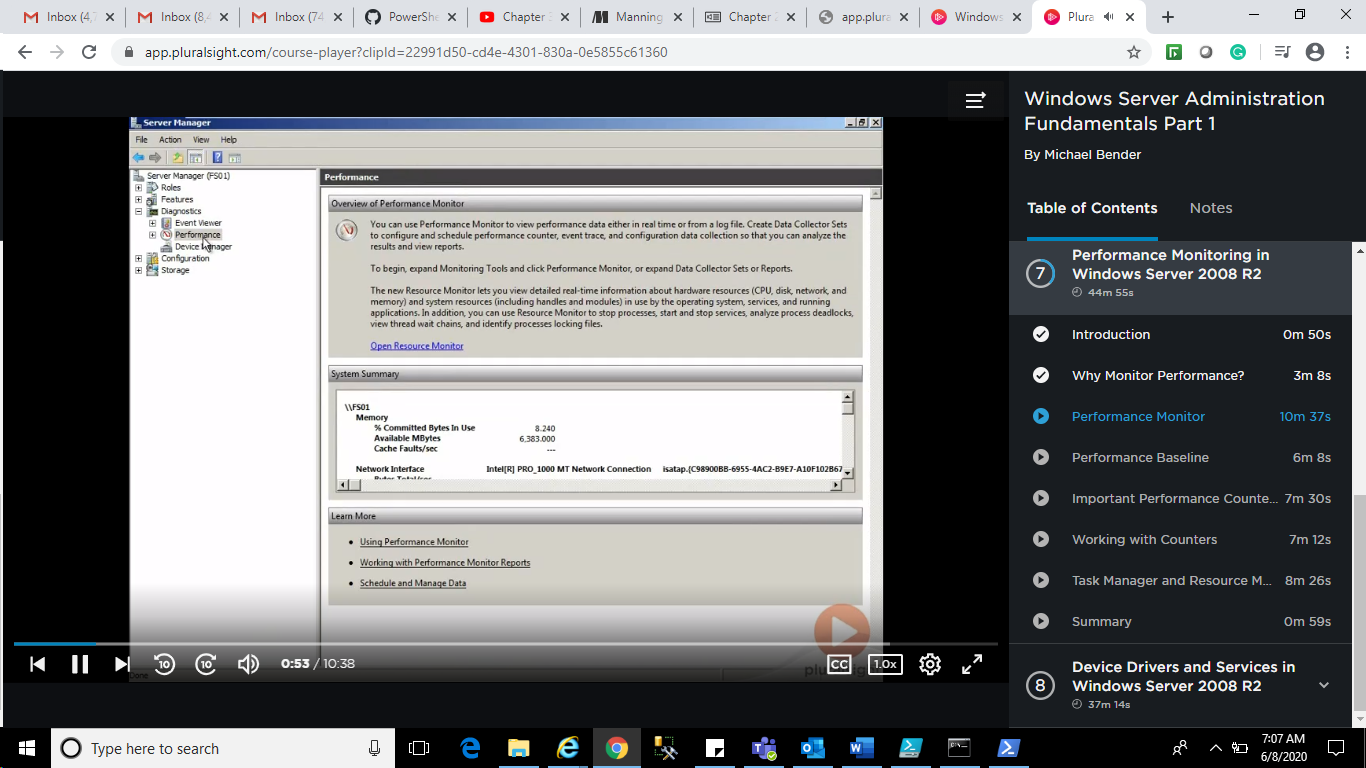 Inbox (4,7
Inbox (8,4
Inbox (74
PowerShe
Chapter
Manning
Chapter
app.plura
Windows
Plura
app.pluralsight.com/course-player?clipId=22991d50-cd4e-4301-830a-0e5855c61360
Server Manager
File Action View Help
Server Manager (FS01)
Roles
Features
Diagnostics
Event Viewer
Performance
Device Manager
Configuration
Storage
Performance
Overview of Performance Monitor
You can use Performance Monitor to view performance data either in real time or from a log file. Create Data Collector Sets
to configure and schedule performance counter, event trace, and configuration data collection so that you can analyze the
results and view reports.
To begin, expand Monitoring Tools and click Performance Monitor, or expand Data Collector Sets or Reports.
The new Resource Monitor lets you view detailed real-time information about hardware resources (CPU, disk, network, and
memory) and system resources (including handles and modules) in use by the operating system, services, and running
applications. In addition, you can use Resource Monitor to stop processes, start and stop services, analyze process deadlocks,
view thread wait chains, and identify processes locking files.
Open Resource Monitor
System Summary
\\FS01
Memory
% Committed Bytes In Use 8.240
Available MBytes 6,383.000
Cache Faults/sec ---
Network Interface Intel[R] PRO_1000 MT Network Connection isatap.{C98900BB-6955-4AC2-B9E7-A10F102B67
Bytes Total/sec
Learn More
• Using Performance Monitor
• Working with Performance Monitor Reports
• Schedule and Manage Data
10
10
0:53 / 10:38
CC
1.0x
Done
Windows Server Administration
Fundamentals Part 1
By Michael Bender
Table of Contents
Notes
7
Performance Monitoring in
Windows Server 2008 R2
44m 55s
Introduction 0m 50s
Why Monitor Performance? 3m 8s
Performance Monitor 10m 37s
Performance Baseline 6m 8s
Important Performance Counte... 7m 30s
Working with Counters 7m 12s
Task Manager and Resource M... 8m 26s
Summary 0m 59s
8
Device Drivers and Services in
Windows Server 2008 R2
37m 14s
Type here to search
7:07 AM
6/8/2020